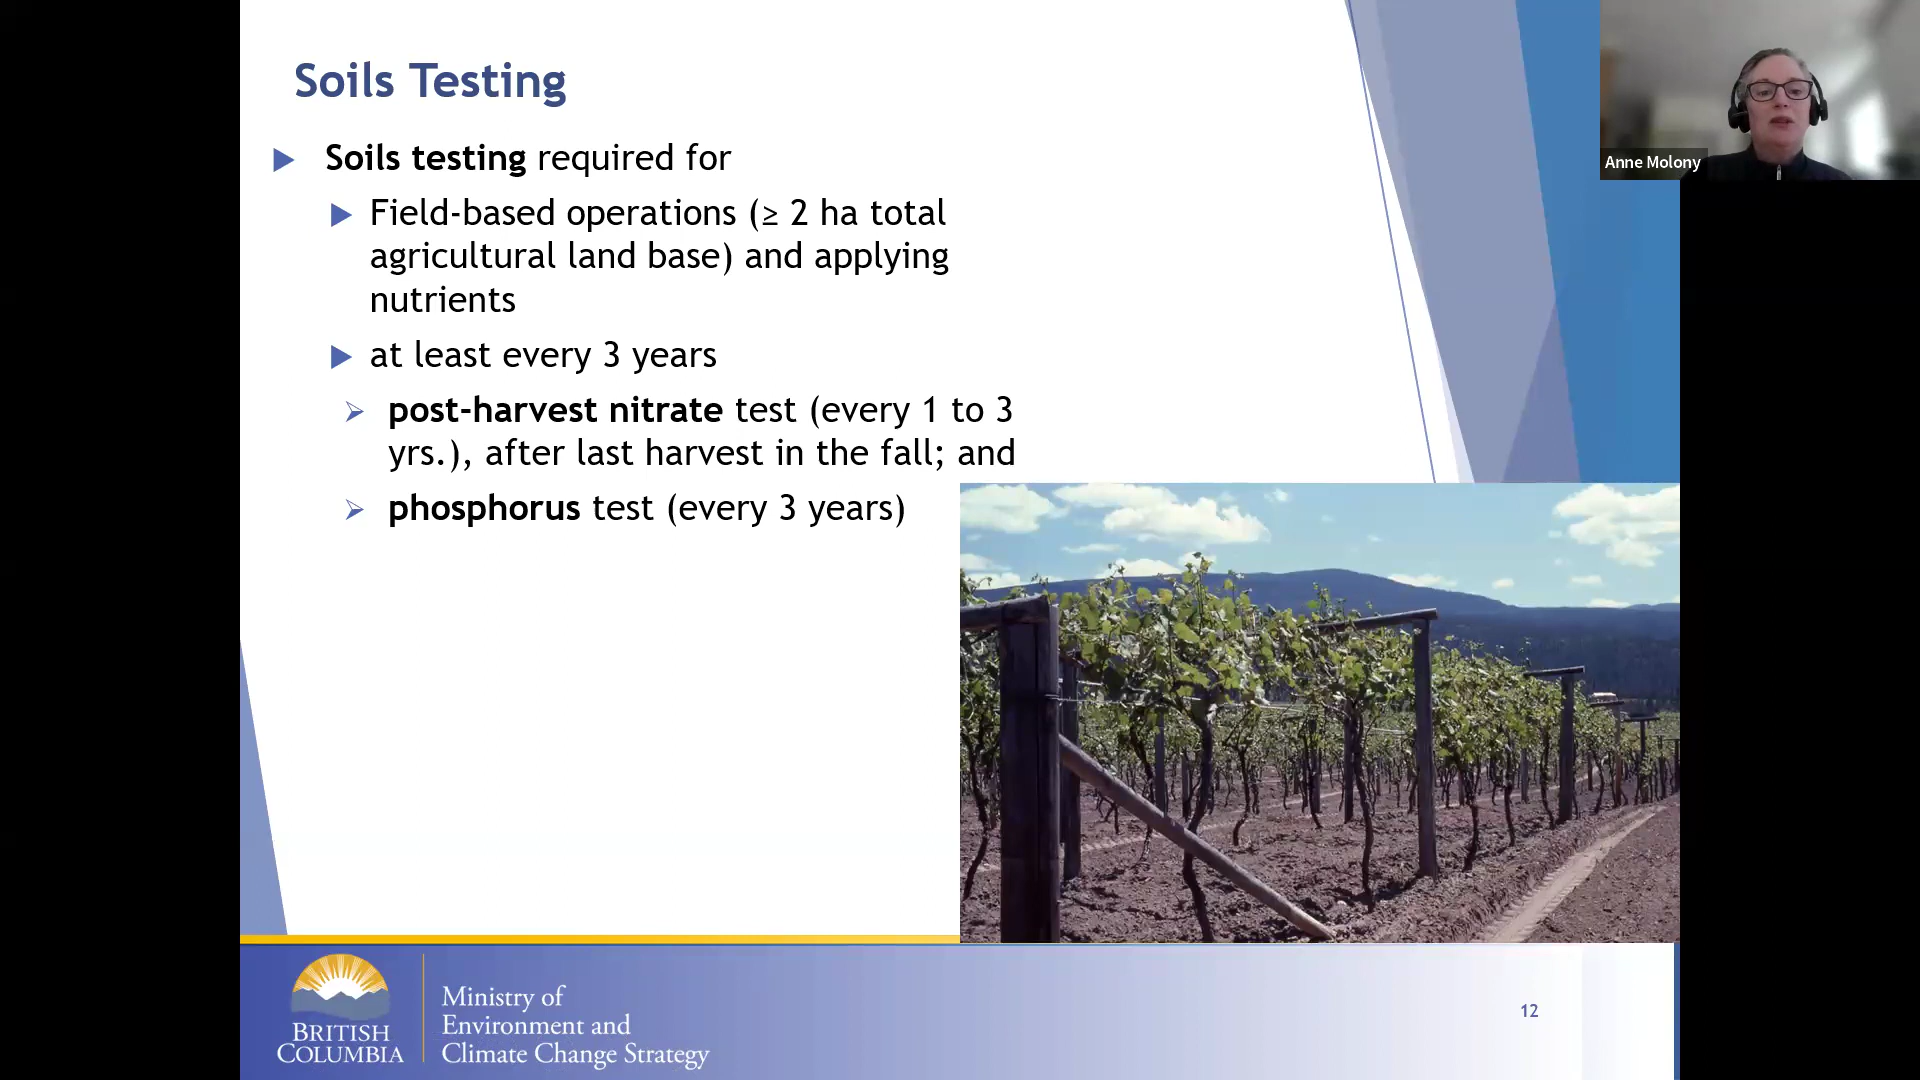 Soils Testing
Soils testing required for
Field-based operations (≥ 2 ha total
agricultural land base) and applying
nutrients
at least every 3 years
post-harvest nitrate test (every 1 to 3
yrs.), after last harvest in the fall; and
phosphorus test (every 3 years)
Anne Molony
BRITISH
COLUMBIA
Ministry of
Environment and
Climate Change Strategy
12